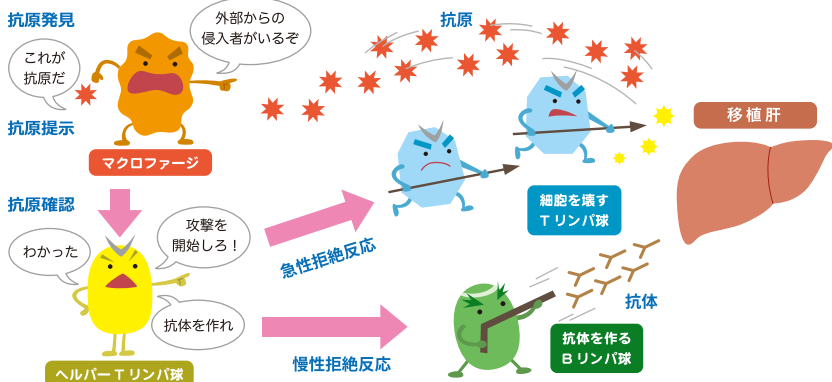 抗原発見
外部からの
侵入者がいるぞ
これが
抗原だ
抗原提示
マクロファージ
抗原
移植肝
細胞を壊す
Tリンパ球
抗原確認
わかった
攻撃を
開始しろ！
抗体を作れ
ヘルパーTリンパ球
急性拒絶反応
慢性拒絶反応
抗体
抗体を作る
Bリンパ球